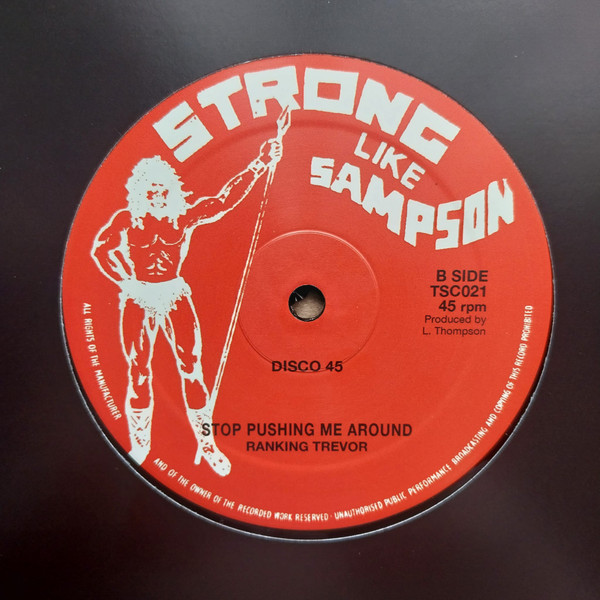 STRONG
LIKE
SAMPSON
B SIDE
TSC021
45 rpm
Produced by
L. Thompson
DISCO 45
STOP PUSHING ME AROUND
RANKING TREVOR
ALL RIGHTS OF THE MANUFACTURER
AND OF THE OWNER OF THE RECORDED WORK RESERVED · UNAUTHORISED PUBLIC PERFORMANCE BROADCASTING AND COPYING OF THIS RECORD PROHIBITED